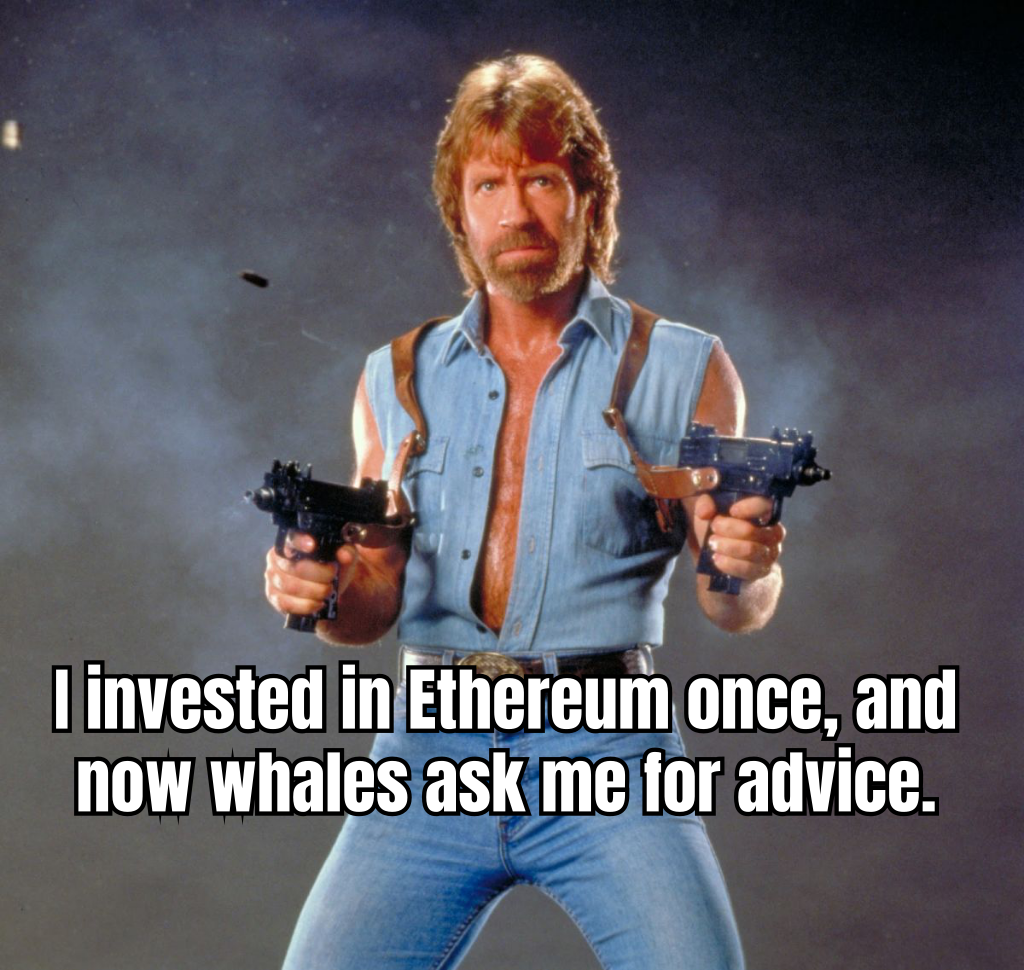 I invested in Ethereum once, and
now whales ask me for advice.